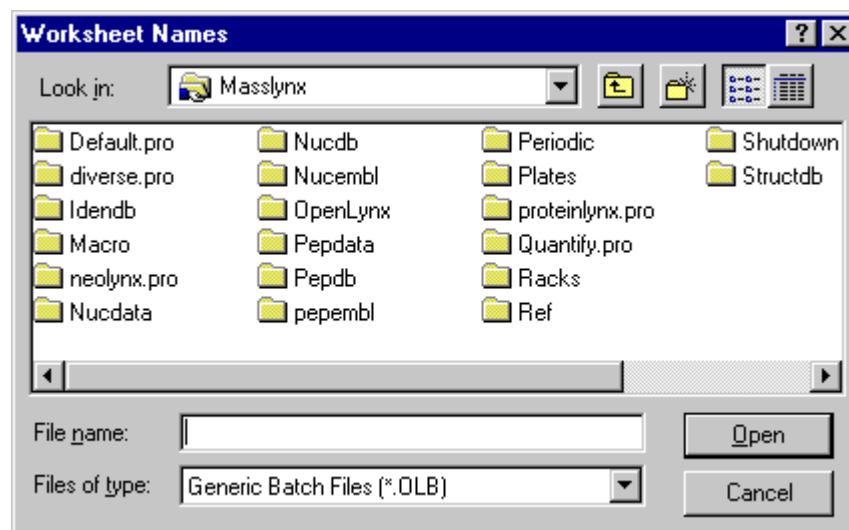 Worksheet Names
Look in: Masslynx
Default.pro Nucdb Periodic Shutdown
diverse.pro Nucembl Plates Structdb
Idendb OpenLynx proteinlynx.pro
Macro Pepdata Quantify.pro
neolynx.pro Pepdb Racks
Nucdata pepembl Ref
File name: Open
Files of type: Generic Batch Files (*.OLB) Cancel